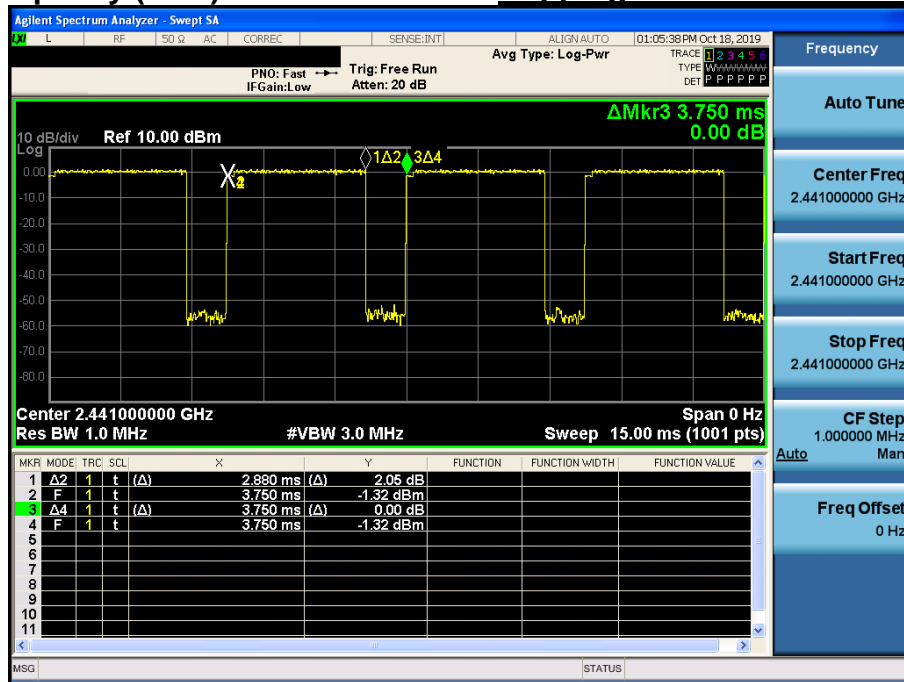 Agilent Spectrum Analyzer - Swept SA
LXI L RF 50 Ω AC CORREC SENSE:INT ALIGN AUTO 01:05:38 PM Oct 18, 2019
Avg Type: Log-Pwr TRACE 1 2 3 4 5 6
PNO: Fast Trig: Free Run TYPE WWWWWW
IFGain:Low Atten: 20 dB DET P P P P P P
ΔMkr3 3.750 ms
10 dB/div Ref 10.00 dBm 0.00 dB
Log
1Δ2 3Δ4
0.00
-10.0
-20.0
-30.0
-40.0
-50.0
-60.0
-70.0
-80.0
Center 2.441000000 GHz Span 0 Hz
Res BW 1.0 MHz #VBW 3.0 MHz Sweep 15.00 ms (1001 pts)
MKR MODE TRC SCL X Y FUNCTION FUNCTION WIDTH FUNCTION VALUE
1 Δ2 1 t (Δ) 2.880 ms (Δ) 2.05 dB
2 F 1 t 3.750 ms -1.32 dBm
3 Δ4 1 t (Δ) 3.750 ms (Δ) 0.00 dB
4 F 1 t 3.750 ms -1.32 dBm
5
6
7
8
9
10
11
MSG STATUS
Frequency
Auto Tune
Center Freq
2.441000000 GHz
Start Freq
2.441000000 GHz
Stop Freq
2.441000000 GHz
CF Step
1.000000 MHz
Auto Man
Freq Offset
0 Hz